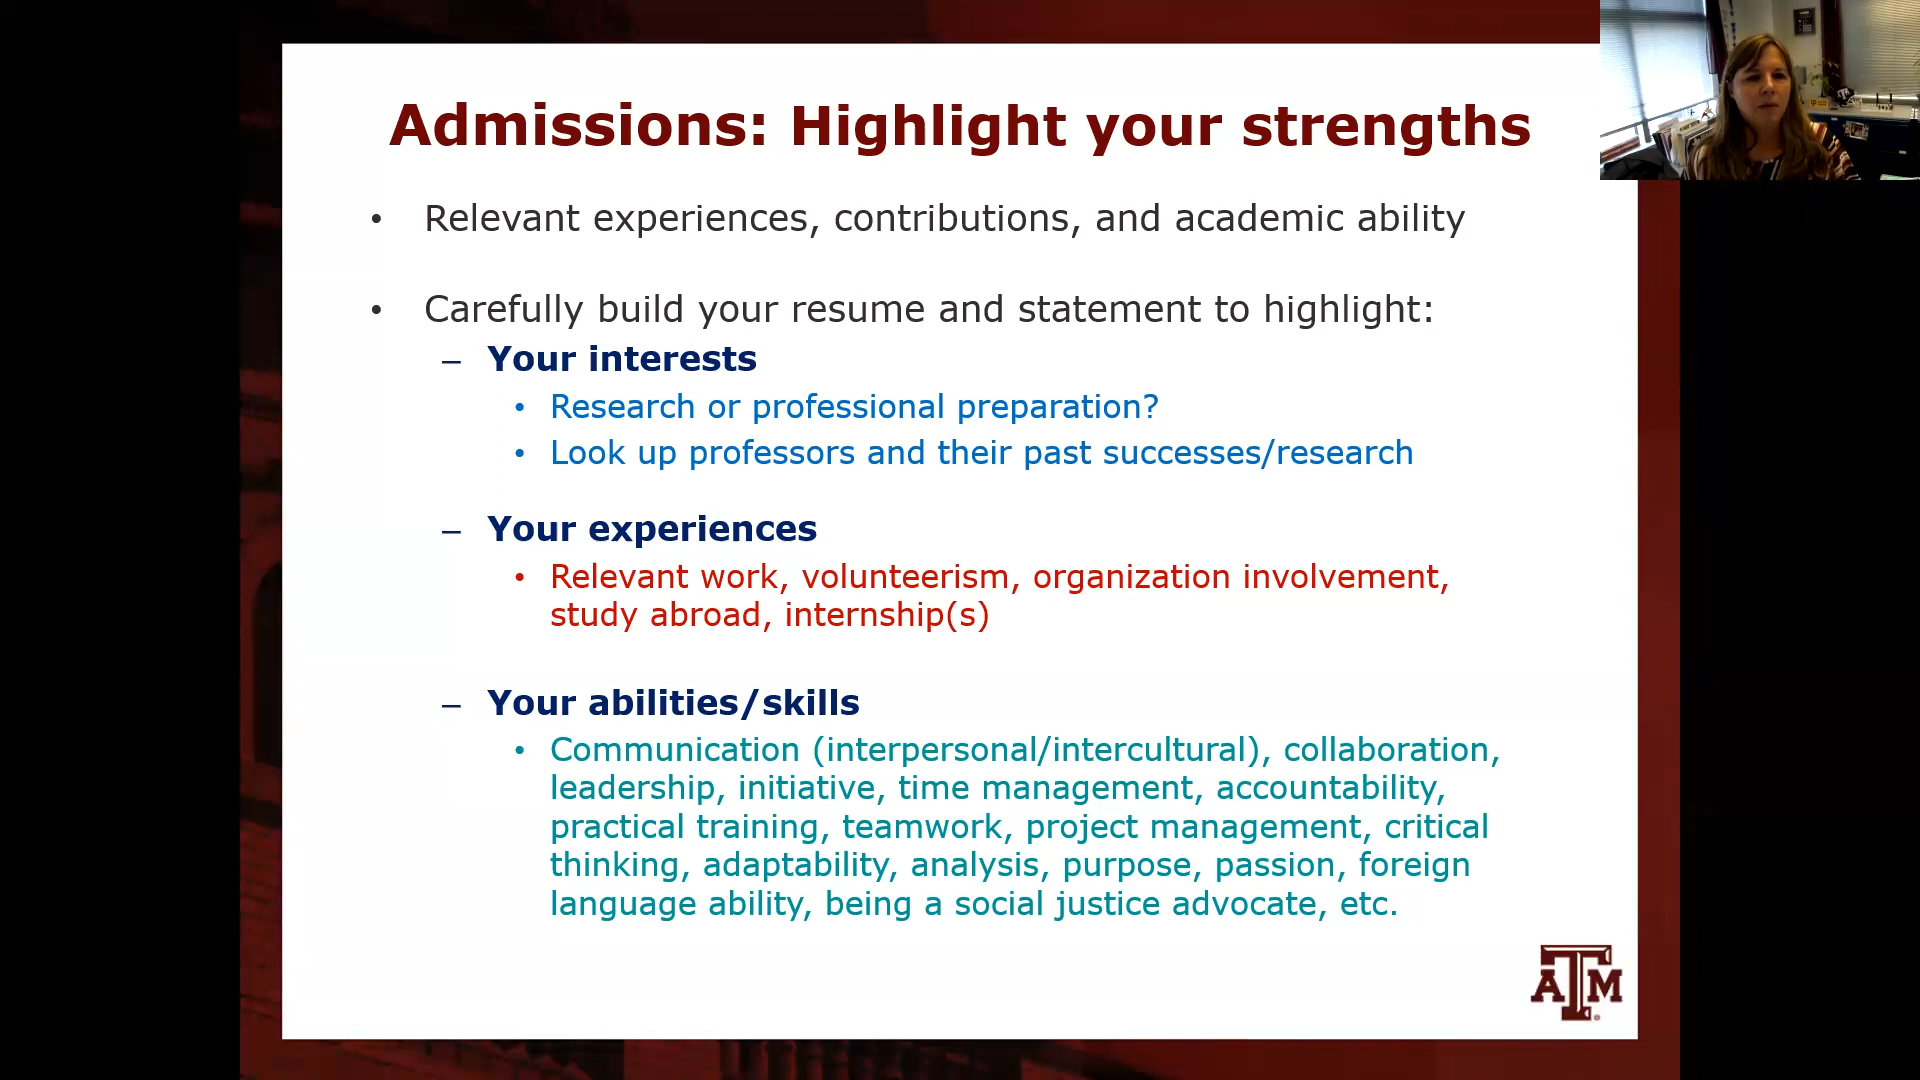 Admissions: Highlight your strengths
• Relevant experiences, contributions, and academic ability
• Carefully build your resume and statement to highlight:
– Your interests
• Research or professional preparation?
• Look up professors and their past successes/research
– Your experiences
• Relevant work, volunteerism, organization involvement,
study abroad, internship(s)
– Your abilities/skills
• Communication (interpersonal/intercultural), collaboration,
leadership, initiative, time management, accountability,
practical training, teamwork, project management, critical
thinking, adaptability, analysis, purpose, passion, foreign
language ability, being a social justice advocate, etc.
ATM